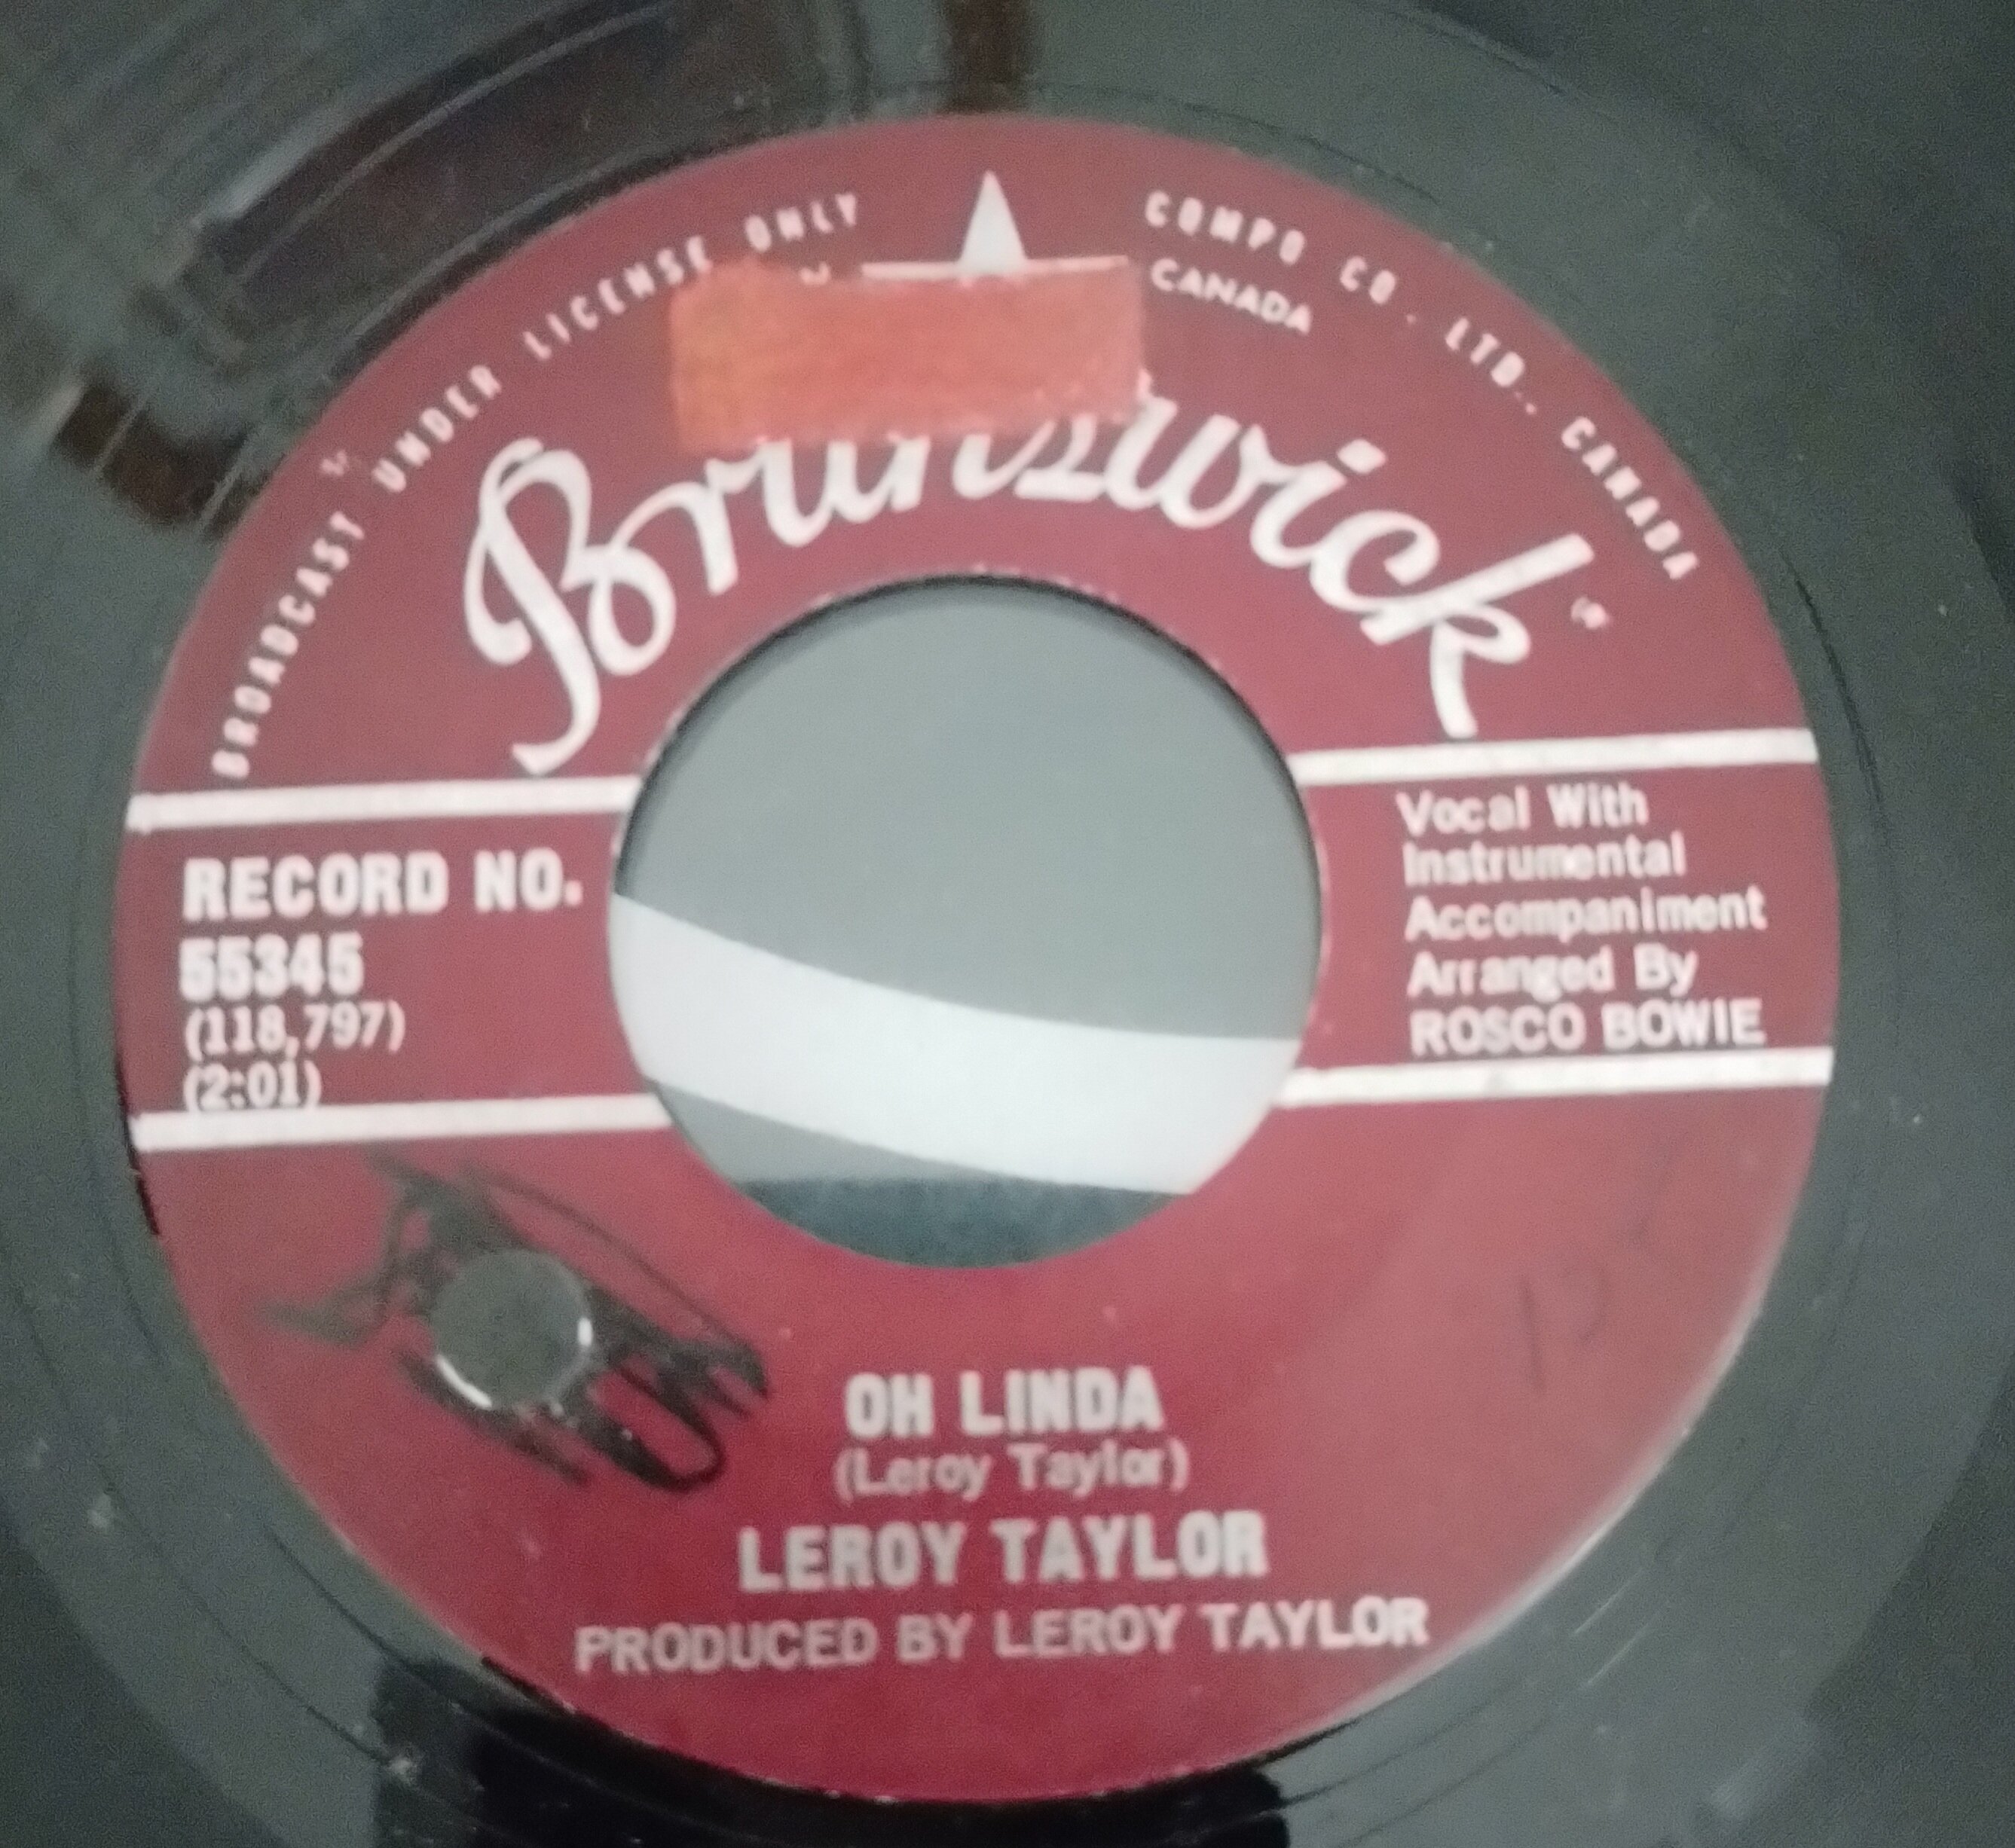 BROADCAST UNDER LICENSE ONLY
COMPO CO. LTD., CANADA
CANADA
Brunswick
RECORD NO.
55345
(118,797)
(2:01)
Vocal With
Instrumental
Accompaniment
Arranged By
ROSCO BOWIE
OH LINDA
(Leroy Taylor)
LEROY TAYLOR
PRODUCED BY LEROY TAYLOR